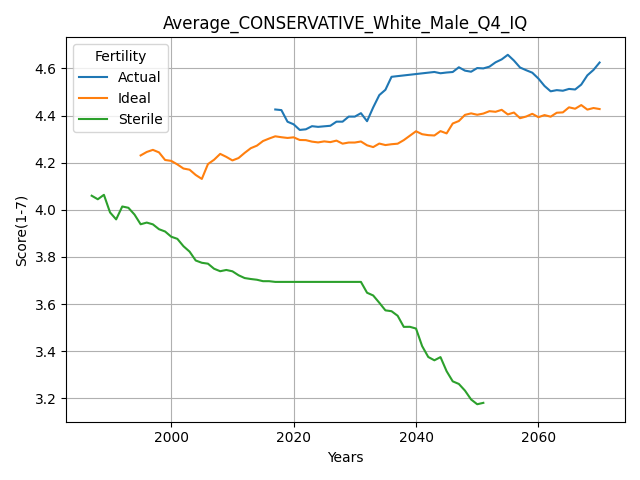 Average_CONSERVATIVE_White_Male_Q4_IQ
Fertility
Actual
Ideal
Sterile
Score(1-7)
4.6
4.4
4.2
4.0
3.8
3.6
3.4
3.2
2000
2020
2040
2060
Years